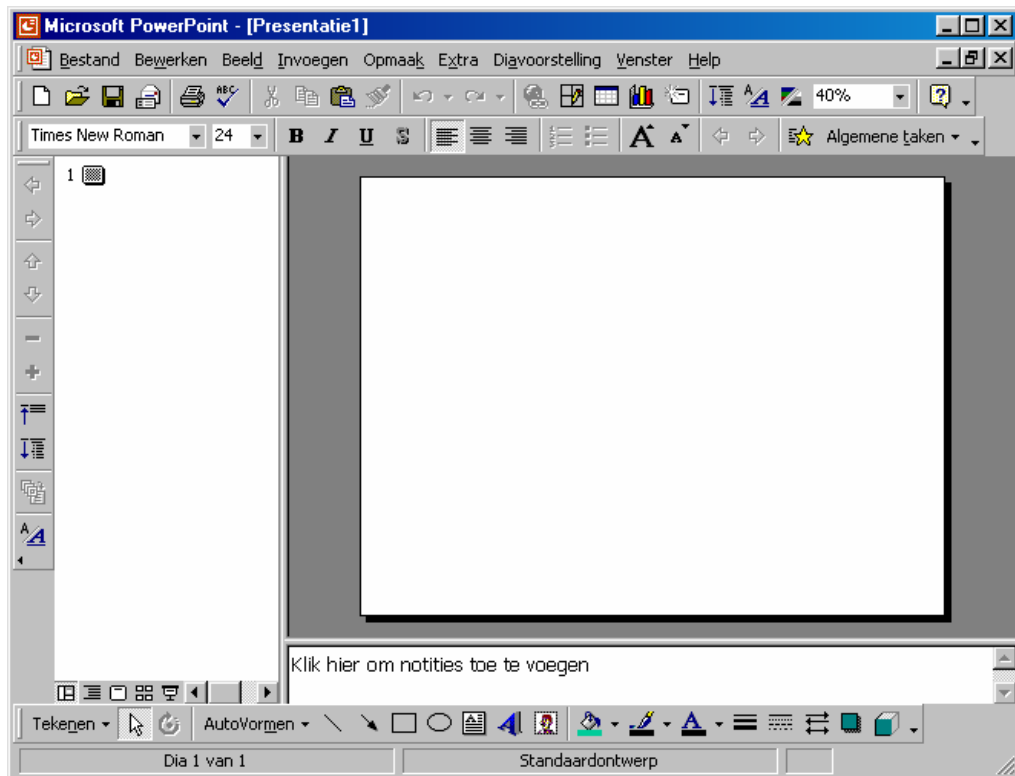 Microsoft PowerPoint - [Presentatie1]
Bestand Bewerken Beeld Invoegen Opmaak Extra Diavoorstelling Venster Help
ABC 40%
Times New Roman 24 B I U S A A Algemene taken
1
Klik hier om notities toe te voegen
Tekenen AutoVormen
Dia 1 van 1 Standaardontwerp